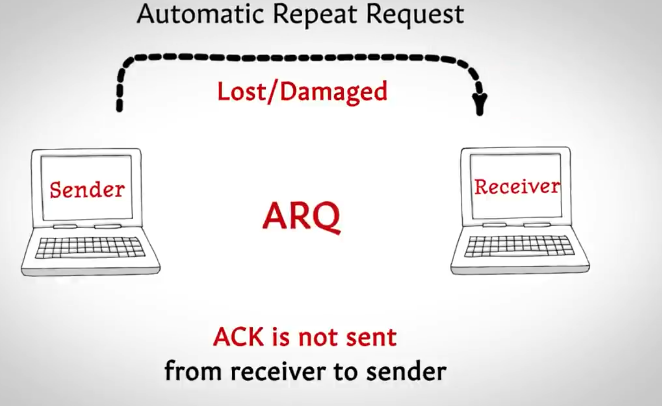 Automatic Repeat Request
Lost/Damaged
Sender
Receiver
ARQ
ACK is not sent
from receiver to sender